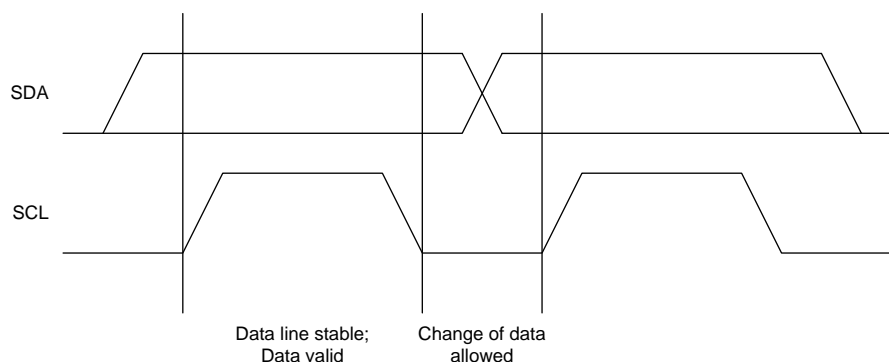 SDA
SCL
Data line stable;
Data valid
Change of data
allowed